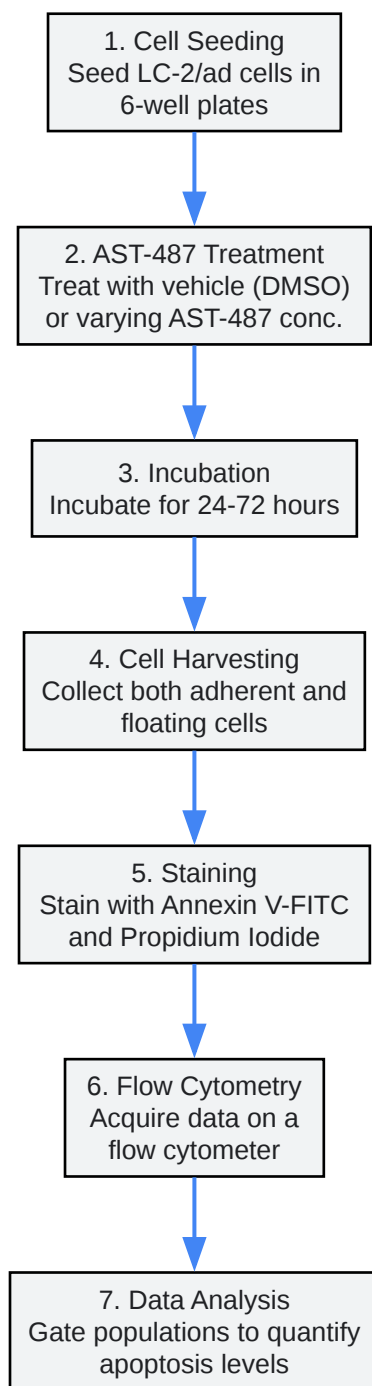 1. Cell Seeding
Seed LC-2/ad cells in
6-well plates
2. AST-487 Treatment
Treat with vehicle (DMSO)
or varying AST-487 conc.
3. Incubation
Incubate for 24-72 hours
4. Cell Harvesting
Collect both adherent and
floating cells
5. Staining
Stain with Annexin V-FITC
and Propidium Iodide
6. Flow Cytometry
Acquire data on a
flow cytometer
7. Data Analysis
Gate populations to quantify
apoptosis levels